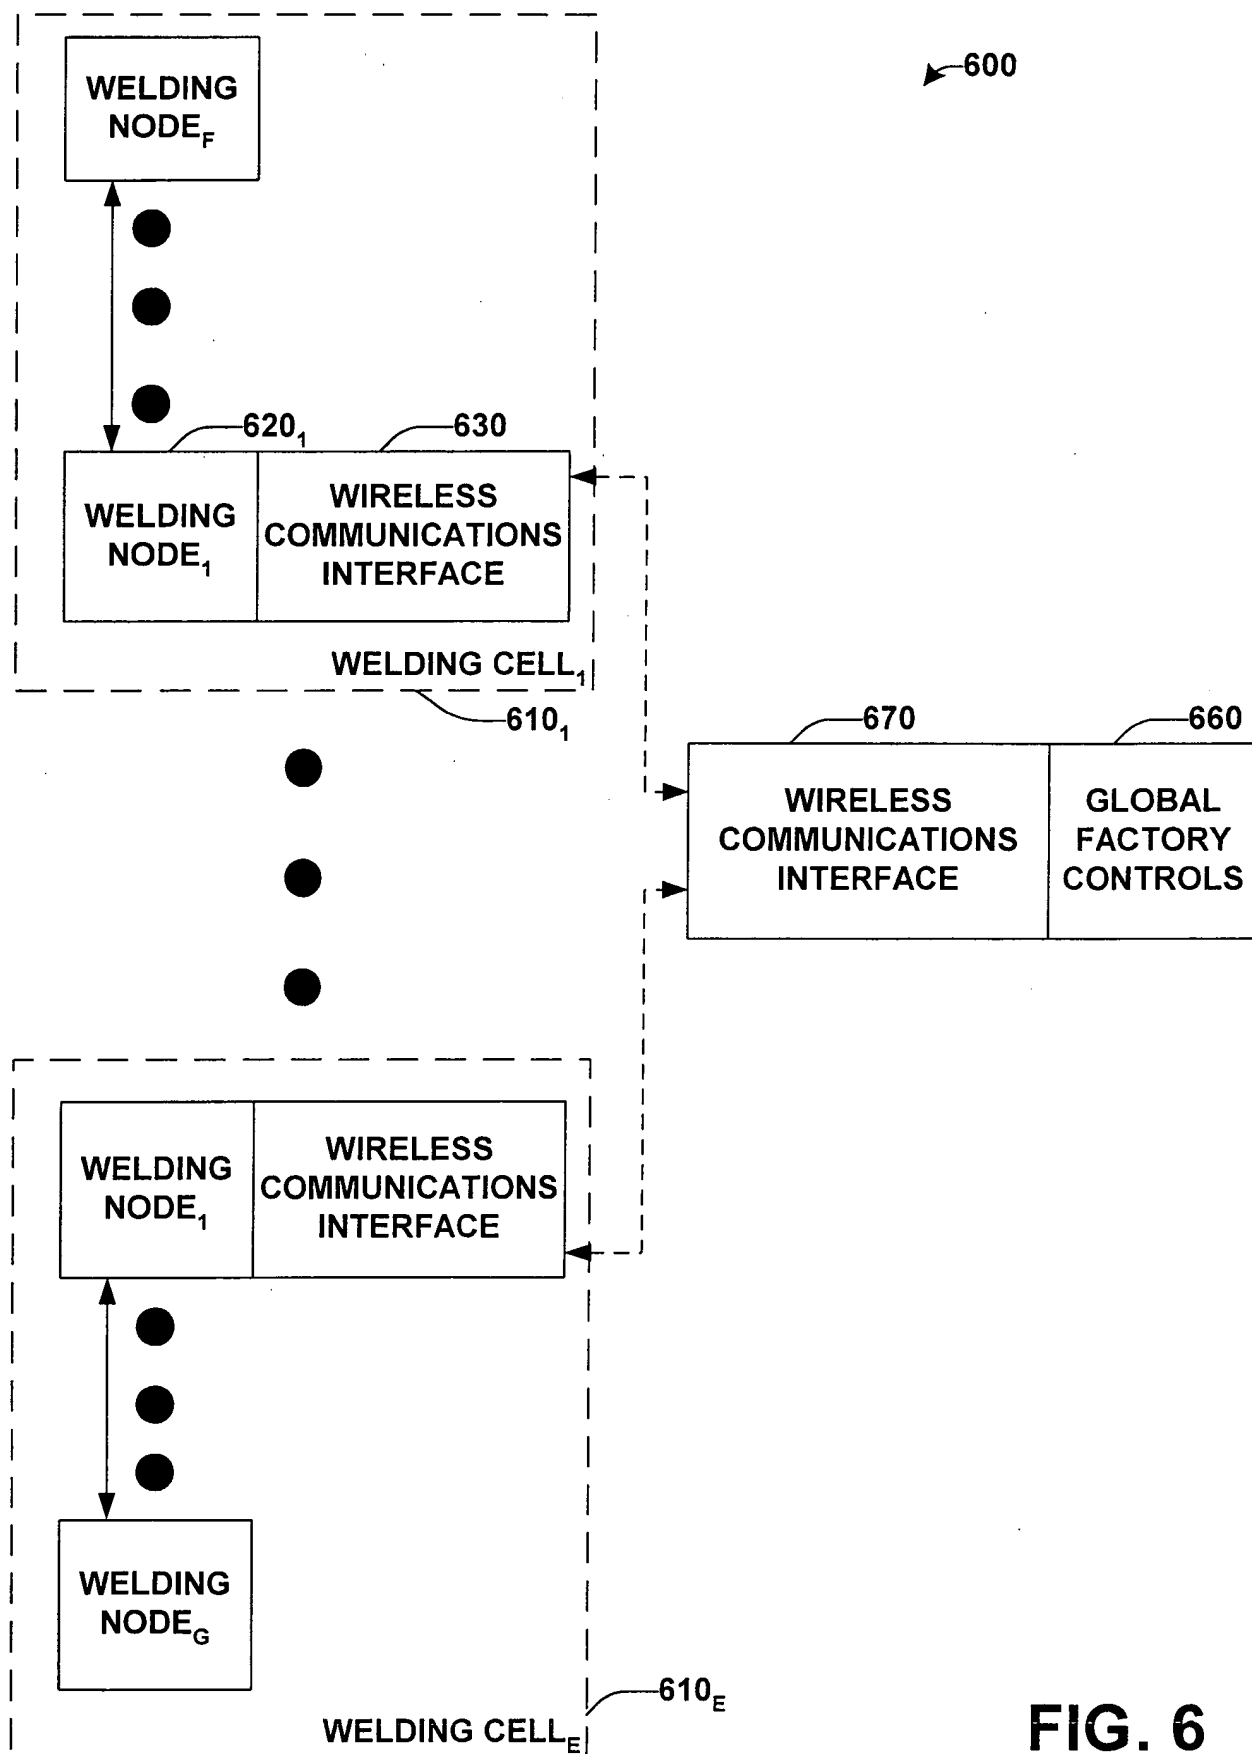 600
WELDING
NODE_F
620_1
630
WELDING
NODE_1
WIRELESS
COMMUNICATIONS
INTERFACE
WELDING CELL_1
610_1
670
660
WIRELESS
COMMUNICATIONS
INTERFACE
GLOBAL
FACTORY
CONTROLS
WELDING
NODE_1
WIRELESS
COMMUNICATIONS
INTERFACE
WELDING
NODE_G
610_E
WELDING CELL_E
FIG. 6